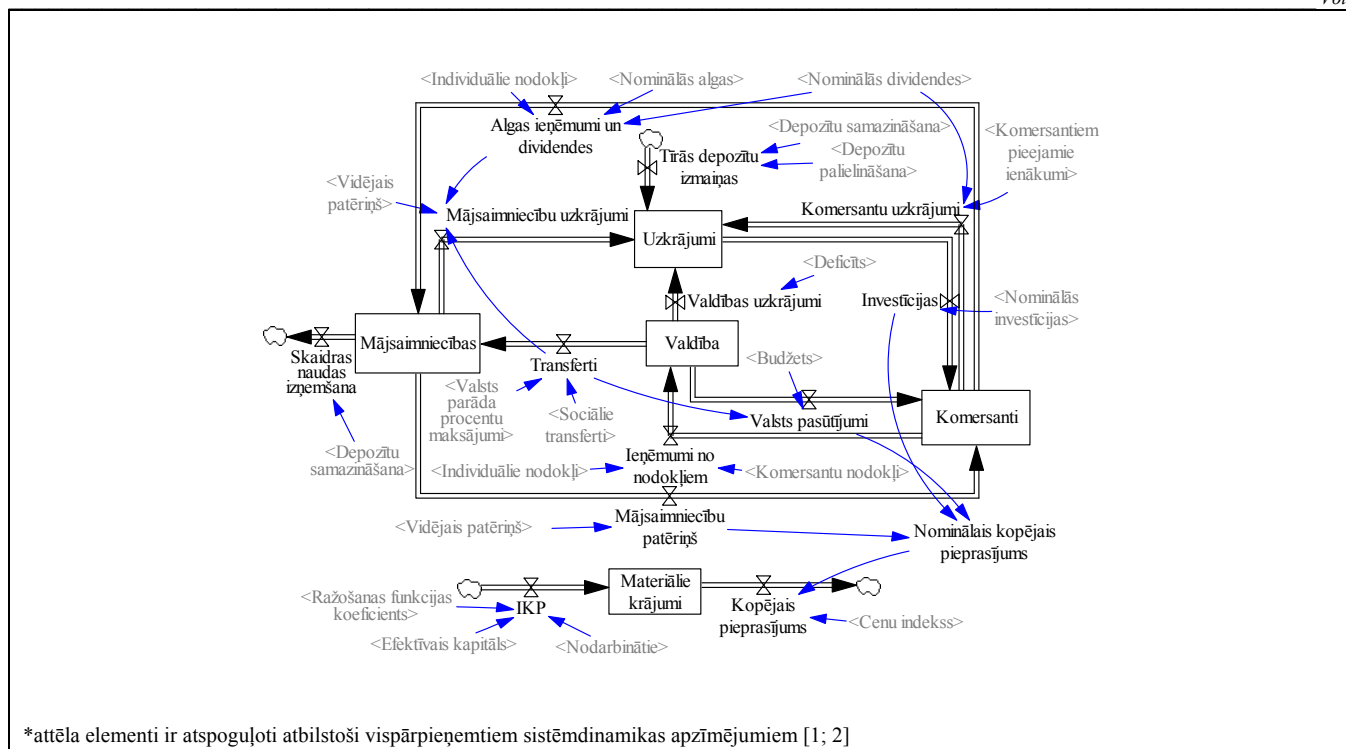 Vol
<Individuālie nodokļi>
<Nominālās algas>
<Nominālās dividendes>
Algas ieņēmumi un
dividendes
<Depozītu samazināšana>
<Komersantiem
pieejamie
ienākumi>
Tīrās depozītu
izmaiņas
<Depozītu
palielināšana>
<Vidējais
patēriņš>
Mājsaimniecību uzkrājumi
Komersantu uzkrājumi
Uzkrājumi
<Deficīts>
Valdības uzkrājumi
Investīcijas
<Nominālās
investīcijas>
Mājsaimniecības
Valdība
Skaidras
naudas
izņemšana
Transferti
<Budžets>
<Valsts
parāda
procentu
maksājumi>
<Sociālie
transferti>
Valsts pasūtījumi
Komersanti
<Depozītu
samazināšana>
<Individuālie nodokļi>
Ieņēmumi no
nodokļiem
<Komersantu nodokļi>
<Vidējais patēriņš>
Mājsaimniecību
patēriņš
Nominālais kopējais
pieprasījums
Materiālie
krājumi
<Ražošanas funkcijas
koeficients>
IKP
Kopējais
pieprasījums
<Cenu indekss>
<Efektīvais kapitāls>
<Nodarbinātie>
*attēla elementi ir atspoguļoti atbilstoši vispārpieņemtiem sistēmdinamikas apzīmējumiem [1; 2]